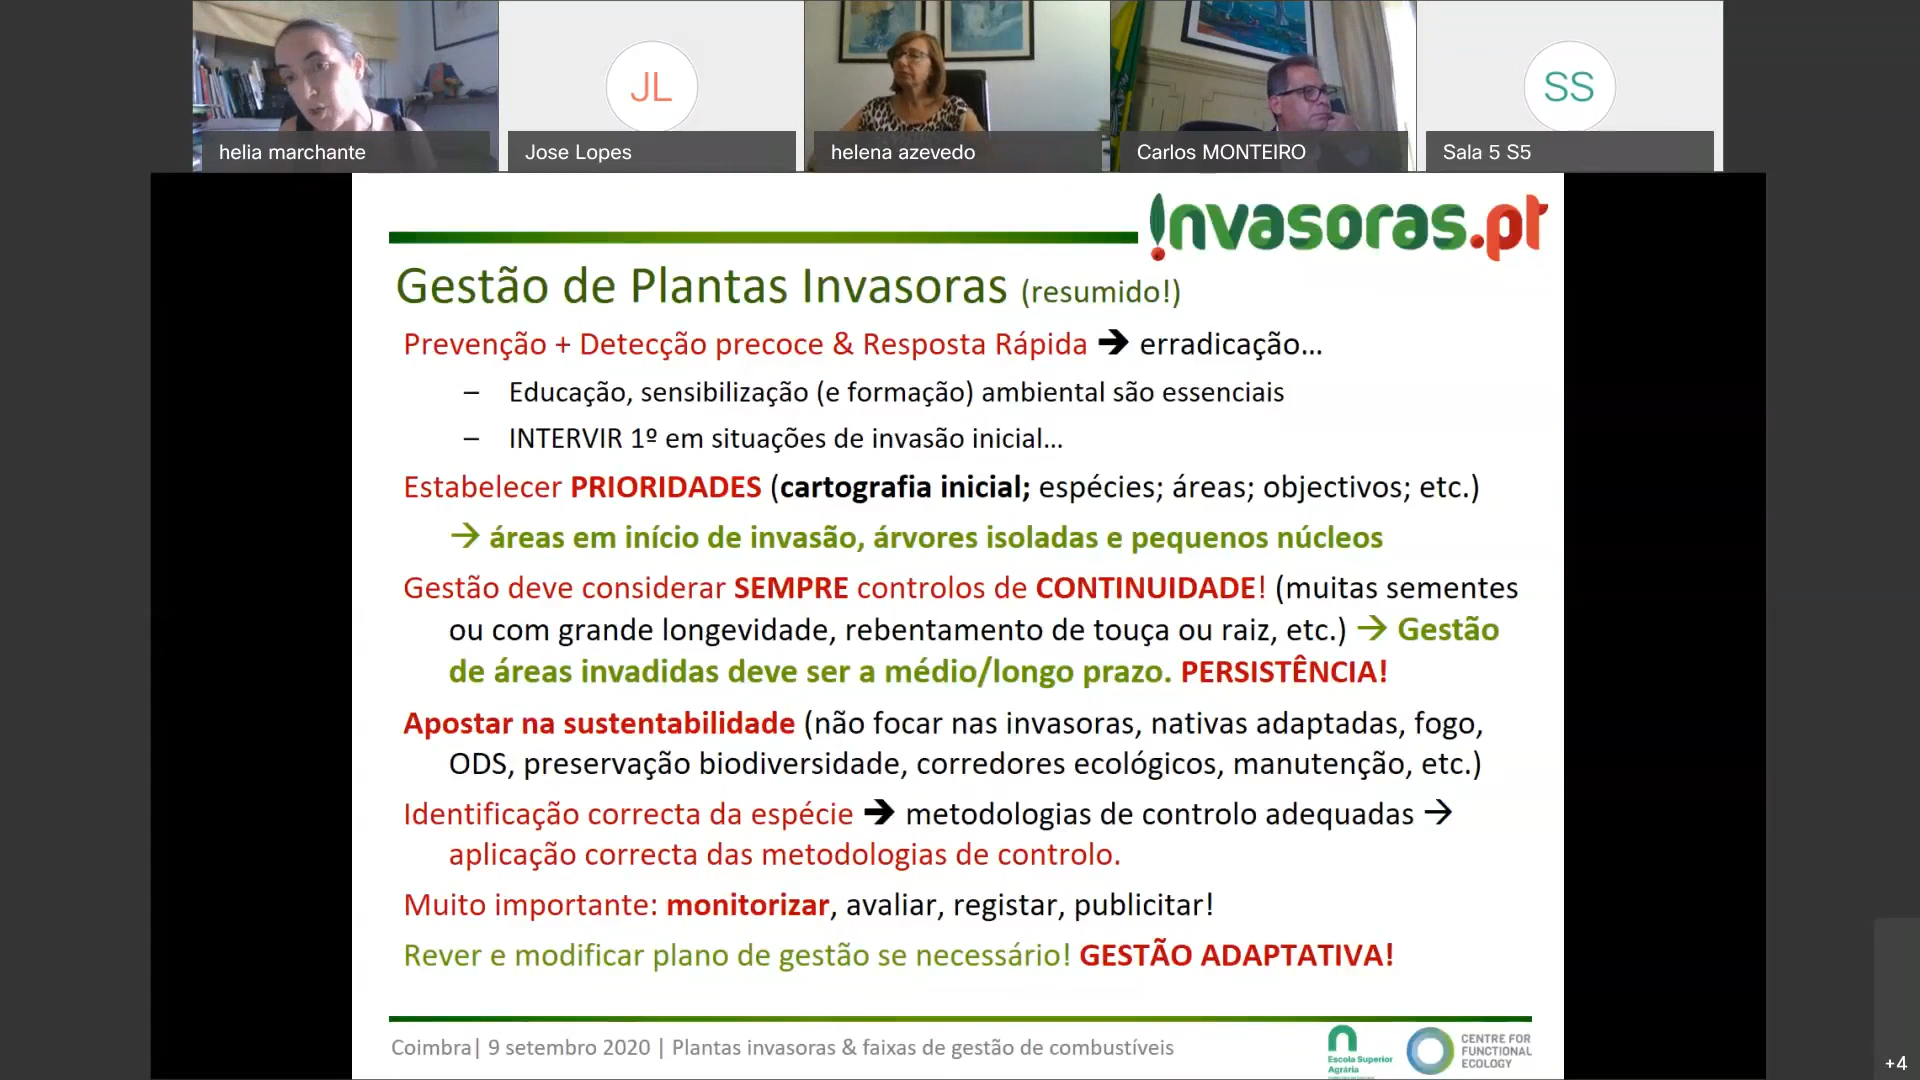 helia marchante
JL
Jose Lopes
helena azevedo
Carlos MONTEIRO
SS
Sala 5 S5
invasoras.pt
Gestão de Plantas Invasoras (resumido!)
Prevenção + Detecção precoce & Resposta Rápida ➔ erradicação...
– Educação, sensibilização (e formação) ambiental são essenciais
– INTERVIR 1º em situações de invasão inicial...
Estabelecer PRIORIDADES (cartografia inicial; espécies; áreas; objectivos; etc.)
→ áreas em início de invasão, árvores isoladas e pequenos núcleos
Gestão deve considerar SEMPRE controlos de CONTINUIDADE! (muitas sementes
ou com grande longevidade, rebentamento de touça ou raiz, etc.) → Gestão
de áreas invadidas deve ser a médio/longo prazo. PERSISTÊNCIA!
Apostar na sustentabilidade (não focar nas invasoras, nativas adaptadas, fogo,
ODS, preservação biodiversidade, corredores ecológicos, manutenção, etc.)
Identificação correcta da espécie ➔ metodologias de controlo adequadas →
aplicação correcta das metodologias de controlo.
Muito importante: monitorizar, avaliar, registar, publicitar!
Rever e modificar plano de gestão se necessário! GESTÃO ADAPTATIVA!
Coimbra| 9 setembro 2020 | Plantas invasoras & faixas de gestão de combustíveis
Escola Superior
Agrária
CENTRE FOR
FUNCTIONAL
ECOLOGY
+4